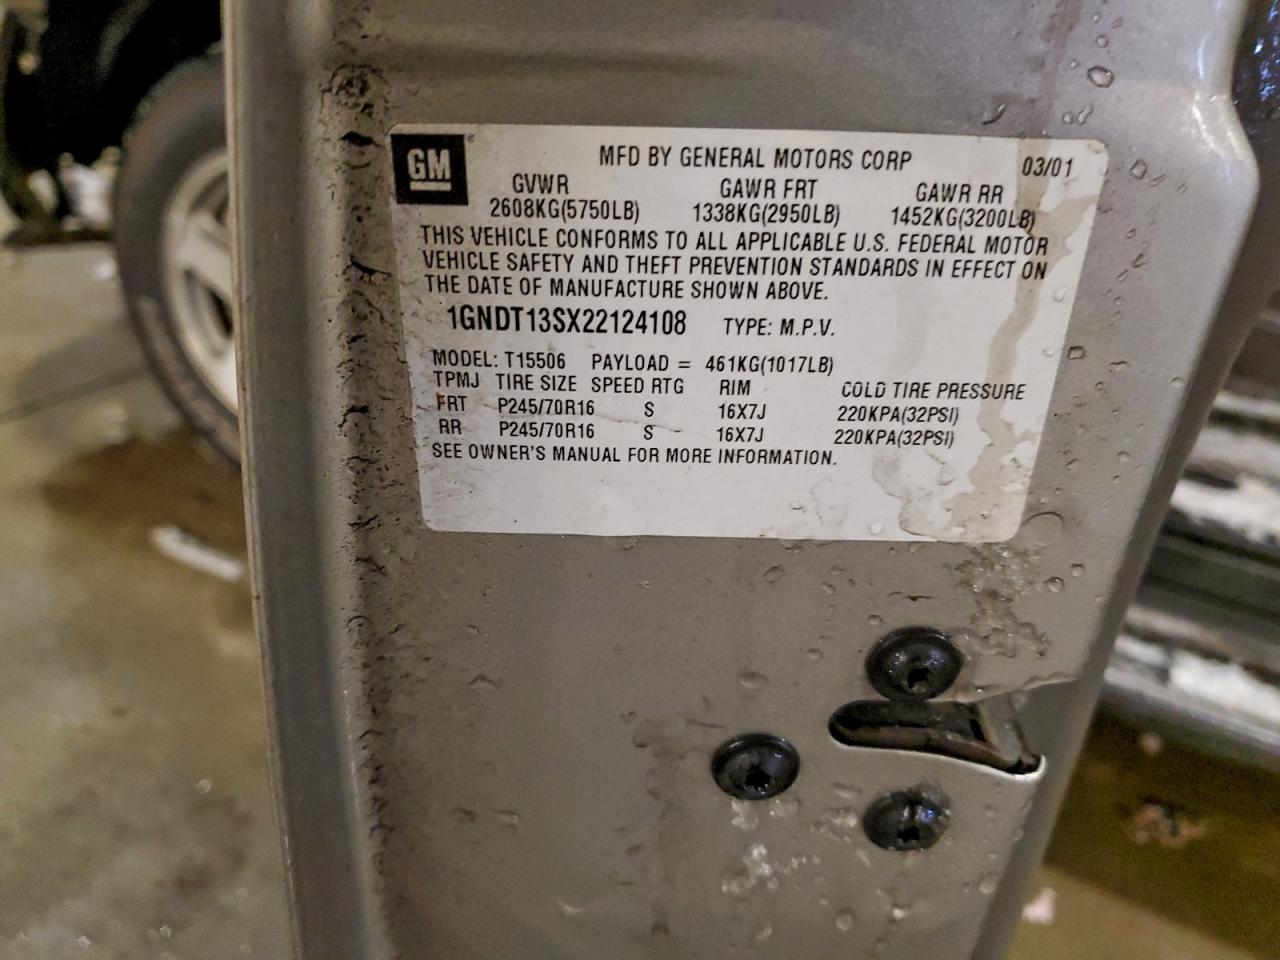 GM
MFD BY GENERAL MOTORS CORP 03/01
GVWR GAWR FRT GAWR RR
2608KG(5750LB) 1338KG(2950LB) 1452KG(3200LB)
THIS VEHICLE CONFORMS TO ALL APPLICABLE U.S. FEDERAL MOTOR
VEHICLE SAFETY AND THEFT PREVENTION STANDARDS IN EFFECT ON
THE DATE OF MANUFACTURE SHOWN ABOVE.
1GNDT13SX22124108 TYPE: M.P.V.
MODEL: T15506 PAYLOAD = 461KG(1017LB)
TPMJ TIRE SIZE SPEED RTG RIM COLD TIRE PRESSURE
FRT P245/70R16 S 16X7J 220KPA(32PSI)
RR P245/70R16 S 16X7J 220KPA(32PSI)
SEE OWNER'S MANUAL FOR MORE INFORMATION.